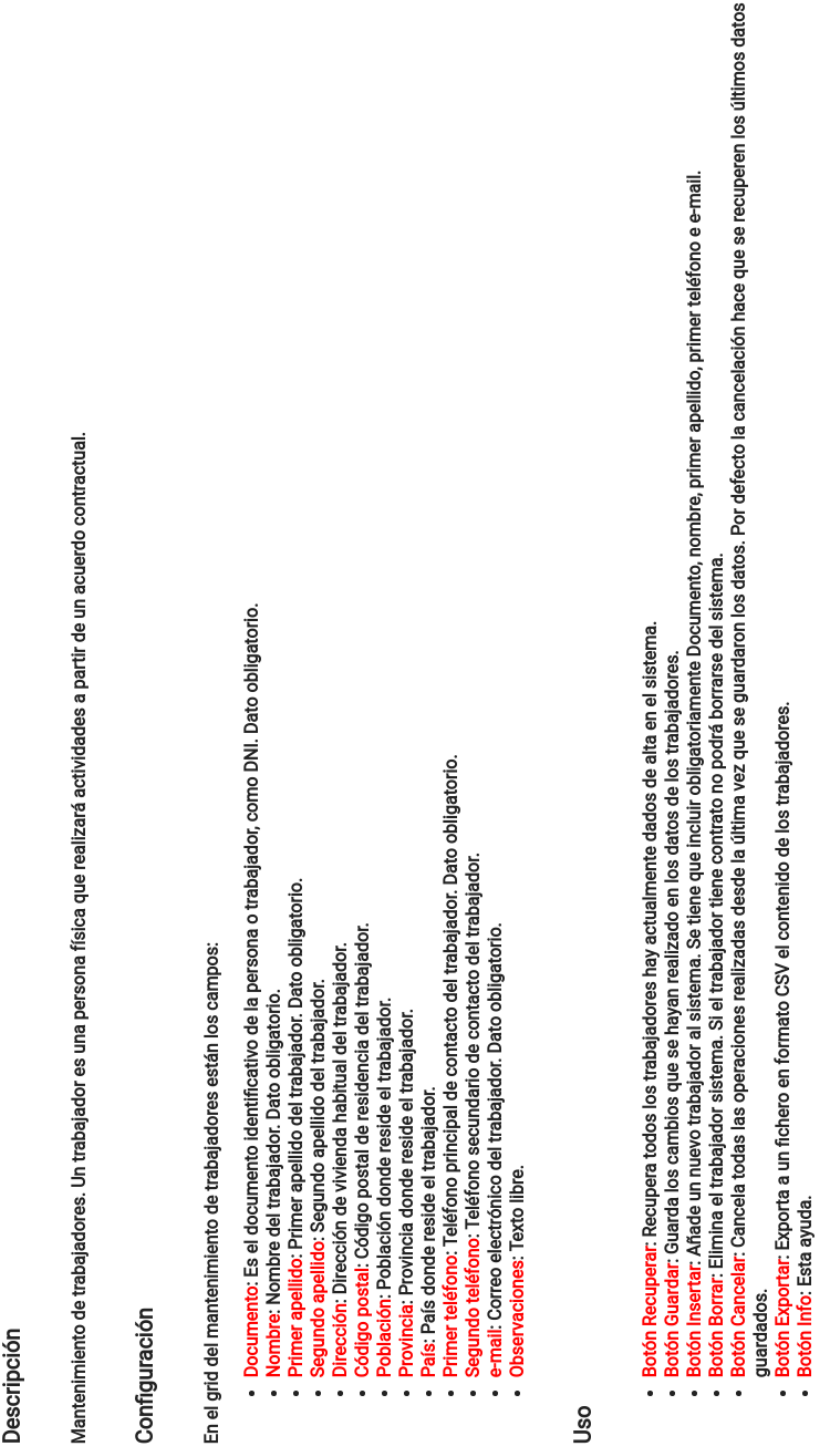 Descripción
Mantenimiento de trabajadores. Un trabajador es una persona física que realizará actividades a partir de un acuerdo contractual.
Configuración
En el grid del mantenimiento de trabajadores están los campos:
• Documento: Es el documento identificativo de la persona o trabajador, como DNI. Dato obligatorio.
• Nombre: Nombre del trabajador. Dato obligatorio.
• Primer apellido: Primer apellido del trabajador. Dato obligatorio.
• Segundo apellido: Segundo apellido del trabajador.
• Dirección: Dirección de vivienda habitual del trabajador.
• Código postal: Código postal de residencia del trabajador.
• Población: Población donde reside el trabajador.
• Provincia: Provincia donde reside el trabajador.
• País: País donde reside el trabajador.
• Primer teléfono: Teléfono principal de contacto del trabajador. Dato obligatorio.
• Segundo teléfono: Teléfono secundario de contacto del trabajador.
• e-mail: Correo electrónico del trabajador. Dato obligatorio.
• Observaciones: Texto libre.
Uso
• Botón Recuperar: Recupera todos los trabajadores hay actualmente dados de alta en el sistema.
• Botón Guardar: Guarda los cambios que se hayan realizado en los datos de los trabajadores.
• Botón Insertar: Añade un nuevo trabajador al sistema. Se tiene que incluir obligatoriamente Documento, nombre, primer apellido, primer teléfono e e-mail.
• Botón Borrar: Elimina el trabajador sistema. Si el trabajador tiene contrato no podrá borrarse del sistema.
• Botón Cancelar: Cancela todas las operaciones realizadas desde la última vez que se guardaron los datos. Por defecto la cancelación hace que se recuperen los últimos datos
guardados.
• Botón Exportar: Exporta a un fichero en formato CSV el contenido de los trabajadores.
• Botón Info: Esta ayuda.